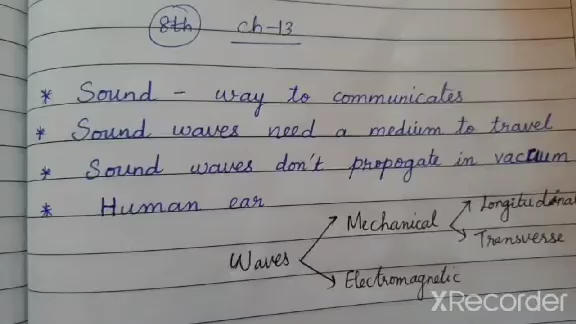 8th ch-13
* Sound - way to communicates
* Sound waves need a medium to travel
* Sound waves don't propogate in vacuum
* Human ear
Longitudinal
Mechanical
Transverse
Waves
Electromagnetic
XRecorder